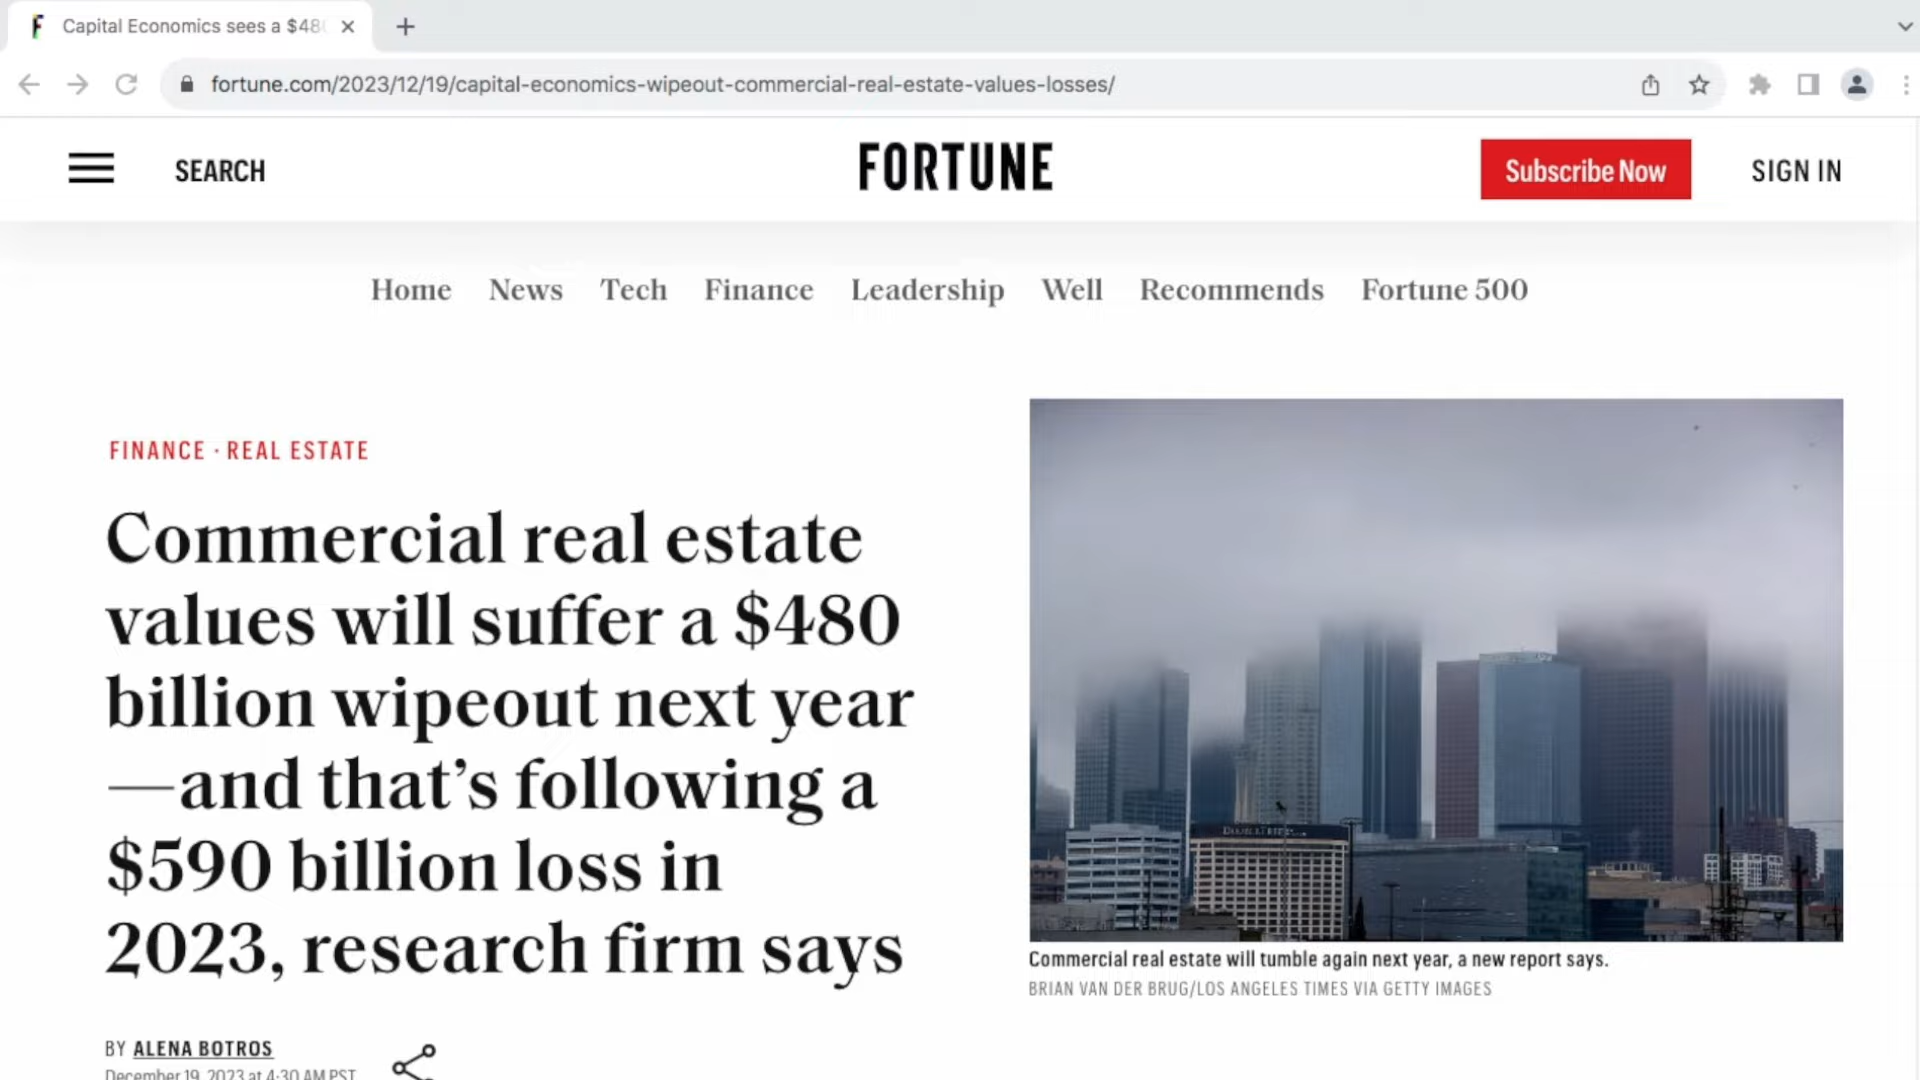 Capital Economics sees a $480
fortune.com/2023/12/19/capital-economics-wipeout-commercial-real-estate-values-losses/
SEARCH
FORTUNE
Subscribe Now
SIGN IN
Home News Tech Finance Leadership Well Recommends Fortune 500
FINANCE · REAL ESTATE
Commercial real estate
values will suffer a $480
billion wipeout next year
—and that’s following a
$590 billion loss in
2023, research firm says
Commercial real estate will tumble again next year, a new report says.
BRIAN VAN DER BRUG/LOS ANGELES TIMES VIA GETTY IMAGES
BY ALENA BOTROS
December 19, 2023 at 4:30 AM PST